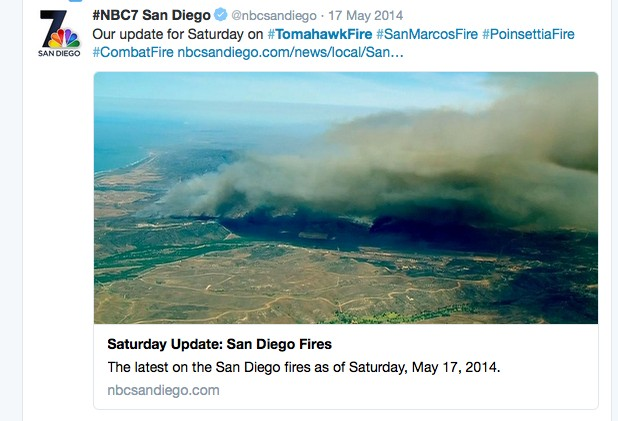 #NBC7 San Diego @nbcsandiego · 17 May 2014
Our update for Saturday on #TomahawkFire #SanMarcosFire #PoinsettiaFire
#CombatFire nbcsandiego.com/news/local/San…
7
SAN DIEGO
Saturday Update: San Diego Fires
The latest on the San Diego fires as of Saturday, May 17, 2014.
nbcsandiego.com